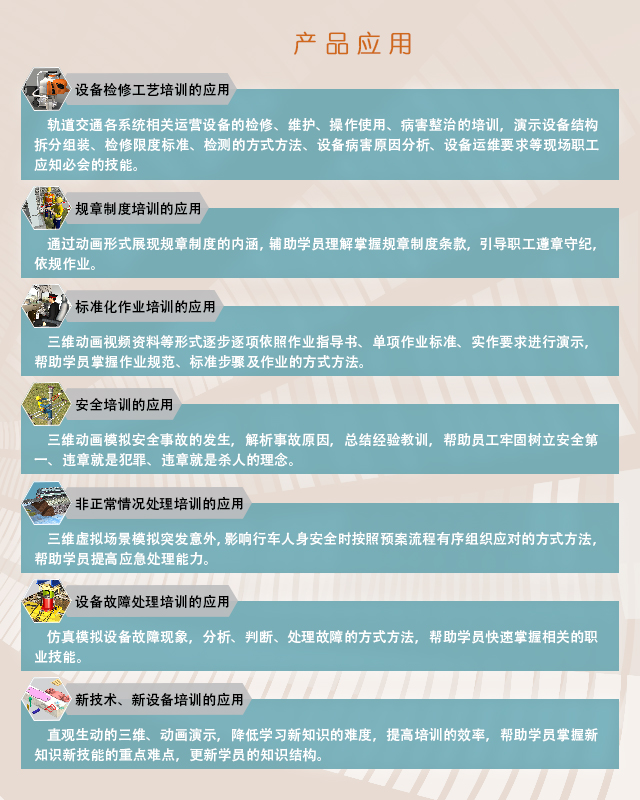 产品应用
设备检修工艺培训的应用
轨道交通各系统相关运营设备的检修、维护、操作使用、病害整治的培训，演示设备结构
拆分组装、检修限度标准、检测的方式方法、设备病害原因分析、设备运维要求等现场职工
应知必会的技能。
规章制度培训的应用
通过动画形式展现规章制度的内涵，辅助学员理解掌握规章制度条款，引导职工遵章守纪，
依规作业。
标准化作业培训的应用
三维动画视频资料等形式逐步逐项依照作业指导书、单项作业标准、实作要求进行演示，
帮助学员掌握作业规范、标准步骤及作业的方式方法。
安全培训的应用
三维动画模拟安全事故的发生，解析事故原因，总结经验教训，帮助员工牢固树立安全第
一、违章就是犯罪、违章就是杀人的理念。
非正常情况处理培训的应用
三维虚拟场景模拟突发意外，影响行车人身安全时按照预案流程有序组织应对的方式方法，
帮助学员提高应急处理能力。
设备故障处理培训的应用
仿真模拟设备故障现象，分析、判断、处理故障的方式方法，帮助学员快速掌握相关的职
业技能。
新技术、新设备培训的应用
直观生动的三维、动画演示，降低学习新知识的难度，提高培训的效率，帮助学员掌握新
知识新技能的重点难点，更新学员的知识结构。